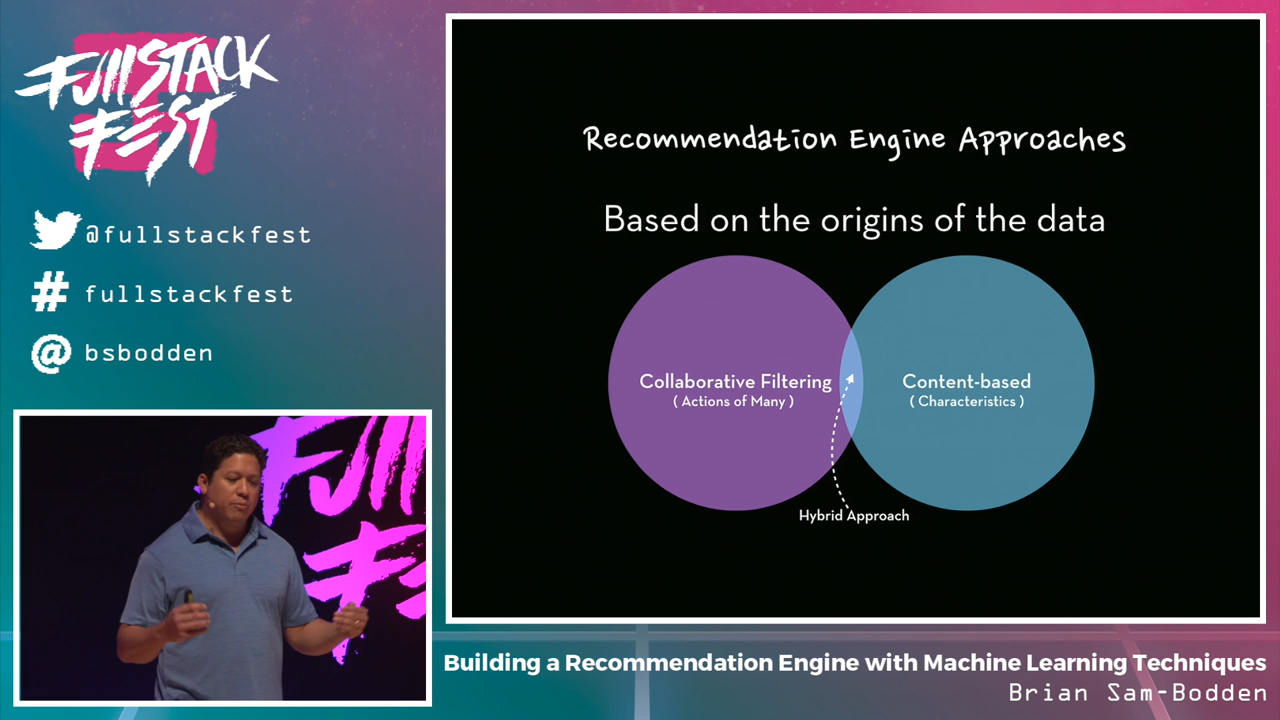 FullSTACK
FEST
@fullstackfest
# fullstackfest
@ bsbodden
Recommendation Engine Approaches
Based on the origins of the data
Collaborative Filtering
( Actions of Many )
Content-based
( Characteristics )
Hybrid Approach
Building a Recommendation Engine with Machine Learning Techniques
Brian Sam-Bodden